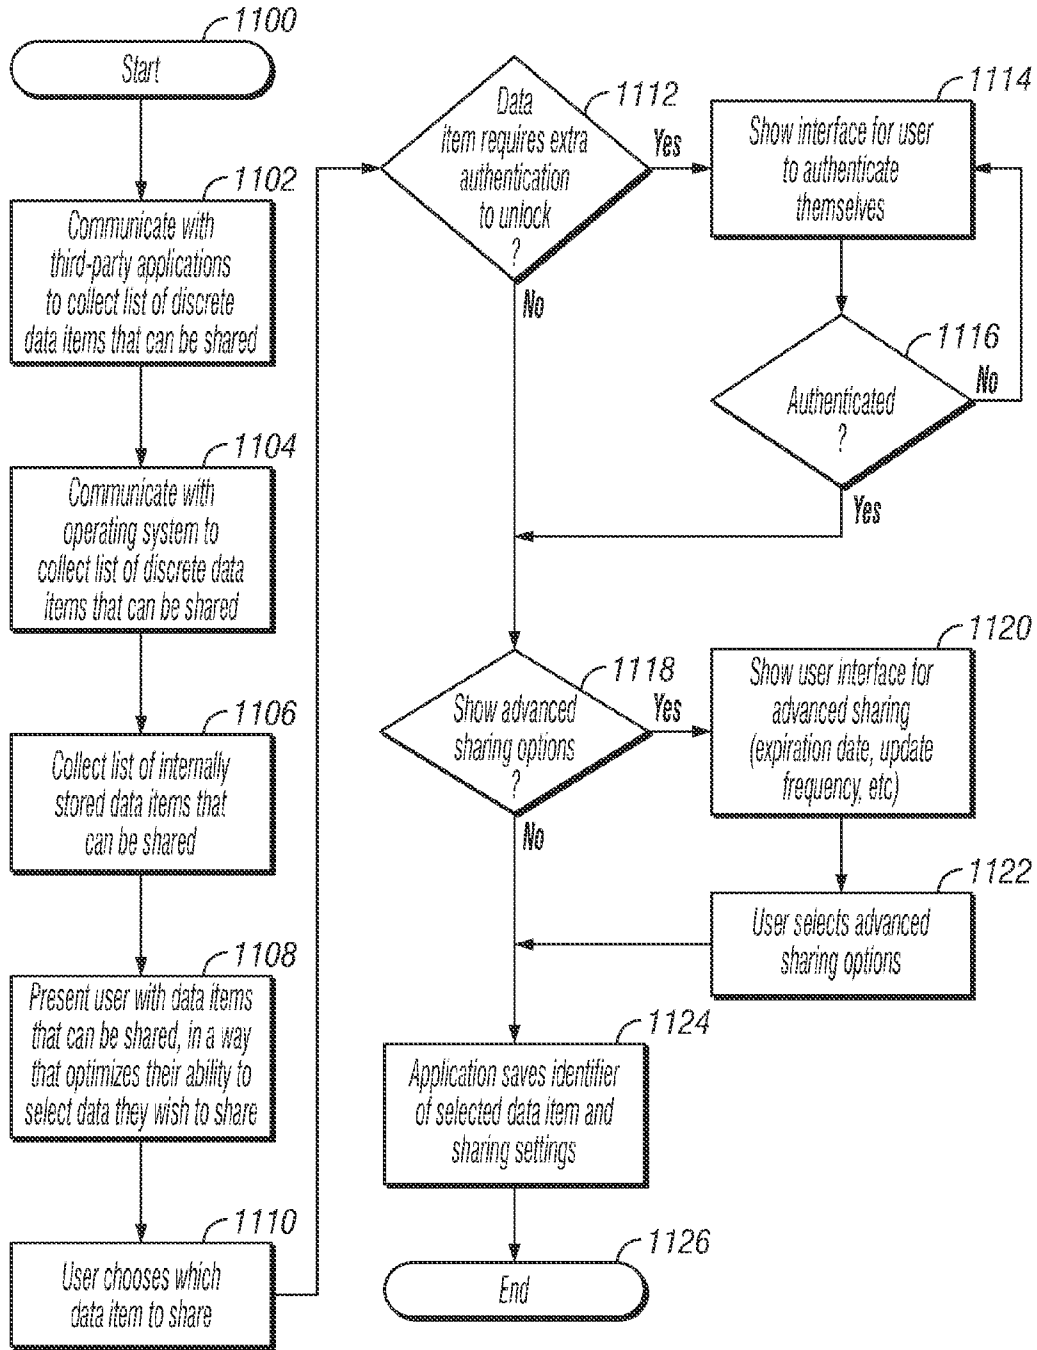 1100
Start
1102
Communicate with
third-party applications
to collect list of discrete
data items that can be shared
1104
Communicate with
operating system to
collect list of discrete data
items that can be shared
1106
Collect list of internally
stored data items that
can be shared
1108
Present user with data items
that can be shared, in a way
that optimizes their ability to
select data they wish to share
1110
User chooses which
data item to share
1112
Data
item requires extra
authentication
to unlock
?
Yes
No
1114
Show interface for user
to authenticate
themselves
1116
Authenticated
?
No
Yes
1118
Show advanced
sharing options
?
Yes
No
1120
Show user interface for
advanced sharing
(expiration date, update
frequency, etc)
1122
User selects advanced
sharing options
1124
Application saves identifier
of selected data item and
sharing settings
1126
End